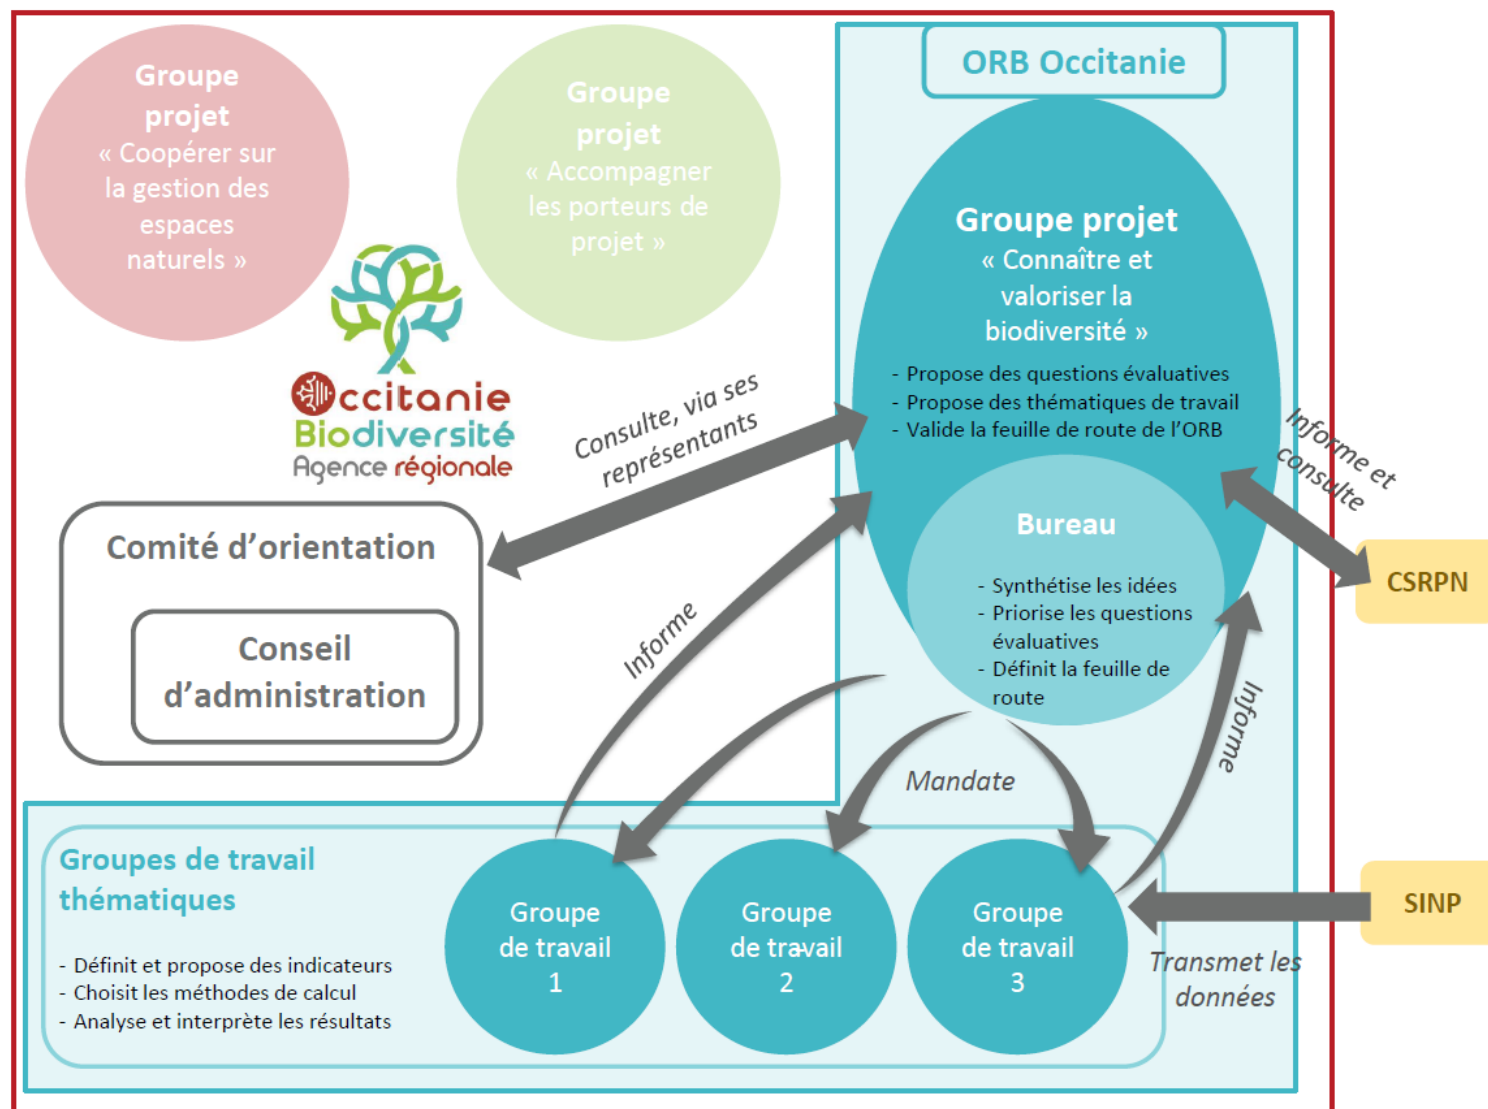 Groupe
projet
« Coopérer sur
la gestion des
espaces
naturels »
Groupe
projet
« Accompagner
les porteurs de
projet »
ORB Occitanie
Groupe projet
« Connaître et
valoriser la
biodiversité »
- Propose des questions évaluatives
- Propose des thématiques de travail
- Valide la feuille de route de l'ORB
Occitanie
Biodiversité
Agence régionale
Consulte, via ses
représentants
Informe et
consulte
Comité d'orientation
Conseil
d'administration
Bureau
- Synthétise les idées
- Priorise les questions
évaluatives
- Définit la feuille de
route
CSRPN
Informe
Informe
Mandate
Groupes de travail
thématiques
- Définit et propose des indicateurs
- Choisit les méthodes de calcul
- Analyse et interprète les résultats
Groupe
de travail
1
Groupe
de travail
2
Groupe
de travail
3
SINP
Transmet les
données